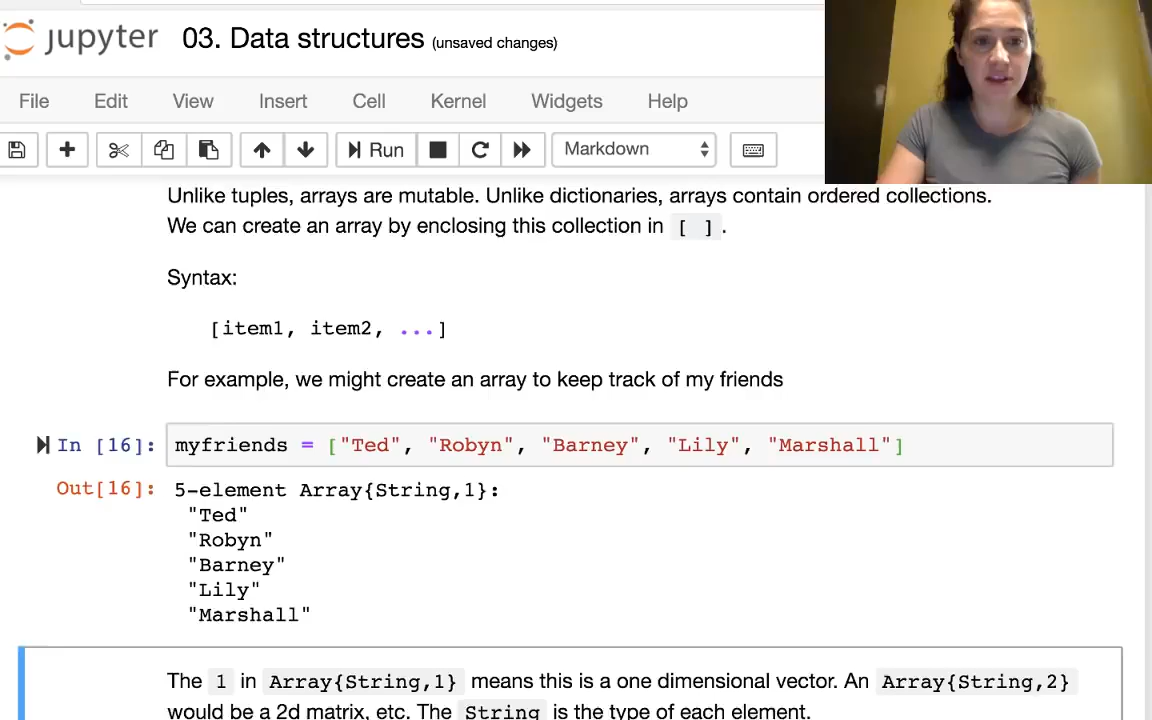 jupyter 03. Data structures (unsaved changes)
File Edit View Insert Cell Kernel Widgets Help
Run Markdown
Unlike tuples, arrays are mutable. Unlike dictionaries, arrays contain ordered collections.
We can create an array by enclosing this collection in [ ] .
Syntax:
[item1, item2, ...]
For example, we might create an array to keep track of my friends
In [16]: myfriends = ["Ted", "Robyn", "Barney", "Lily", "Marshall"]
Out[16]: 5-element Array{String,1}:
"Ted"
"Robyn"
"Barney"
"Lily"
"Marshall"
The 1 in Array{String,1} means this is a one dimensional vector. An Array{String,2}
would be a 2d matrix, etc. The String is the type of each element.